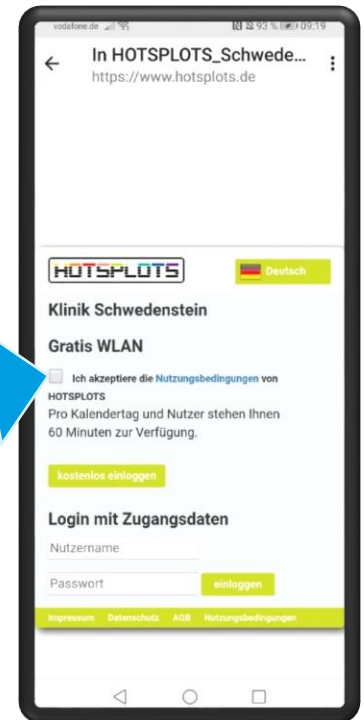 vodafone.de 93 % 09:19
In HOTSPLOTS_Schwede...
https://www.hotsplots.de
HOTSPLOTS Deutsch
Klinik Schwedenstein
Gratis WLAN
Ich akzeptiere die Nutzungsbedingungen von
HOTSPLOTS
Pro Kalendertag und Nutzer stehen Ihnen
60 Minuten zur Verfügung.
kostenlos einloggen
Login mit Zugangsdaten
Nutzername
Passwort einloggen
Impressum Datenschutz AGB Nutzungsbedingungen